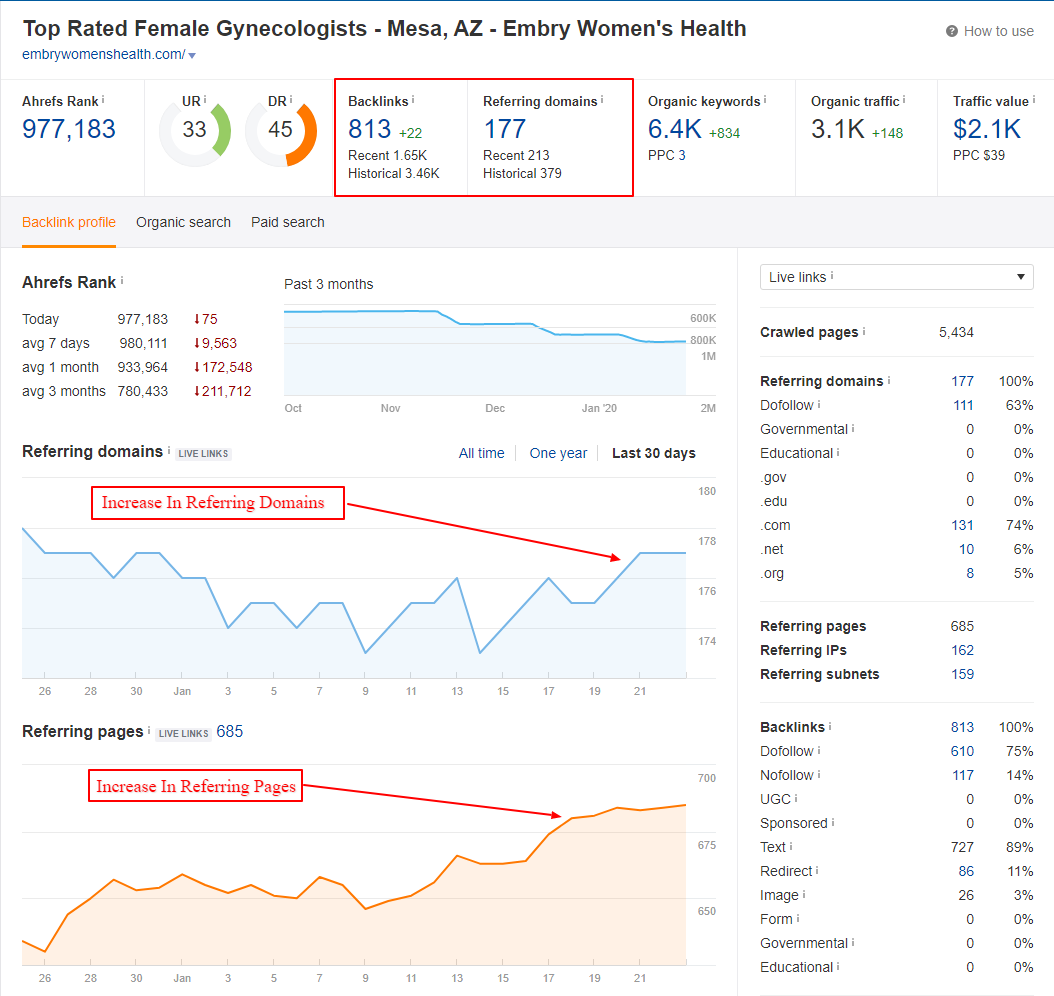 Top Rated Female Gynecologists - Mesa, AZ - Embry Women's Health
How to use
embrywomenshealth.com/
Ahrefs Rank
977,183
UR
33
DR
45
Backlinks
813 +22
Recent 1.65K
Historical 3.46K
Referring domains
177
Recent 213
Historical 379
Organic keywords
6.4K +834
PPC 3
Organic traffic
3.1K +148
Traffic value
$2.1K
PPC $39
Backlink profile Organic search Paid search
Ahrefs Rank
Today 977,183 ↓75
avg 7 days 980,111 ↓9,563
avg 1 month 933,964 ↓172,548
avg 3 months 780,433 ↓211,712
Past 3 months
600K
800K
1M
2M
Oct Nov Dec Jan '20
Referring domains LIVE LINKS
All time One year Last 30 days
Increase In Referring Domains
180
178
176
174
26 28 30 Jan 3 5 7 9 11 13 15 17 19 21
Referring pages LIVE LINKS 685
Increase In Referring Pages
700
675
650
26 28 30 Jan 3 5 7 9 11 13 15 17 19 21
Live links
Crawled pages 5,434
Referring domains 177 100%
Dofollow 111 63%
Governmental 0 0%
Educational 0 0%
.gov 0 0%
.edu 0 0%
.com 131 74%
.net 10 6%
.org 8 5%
Referring pages 685
Referring IPs 162
Referring subnets 159
Backlinks 813 100%
Dofollow 610 75%
Nofollow 117 14%
UGC 0 0%
Sponsored 0 0%
Text 727 89%
Redirect 86 11%
Image 26 3%
Form 0 0%
Governmental 0 0%
Educational 0 0%